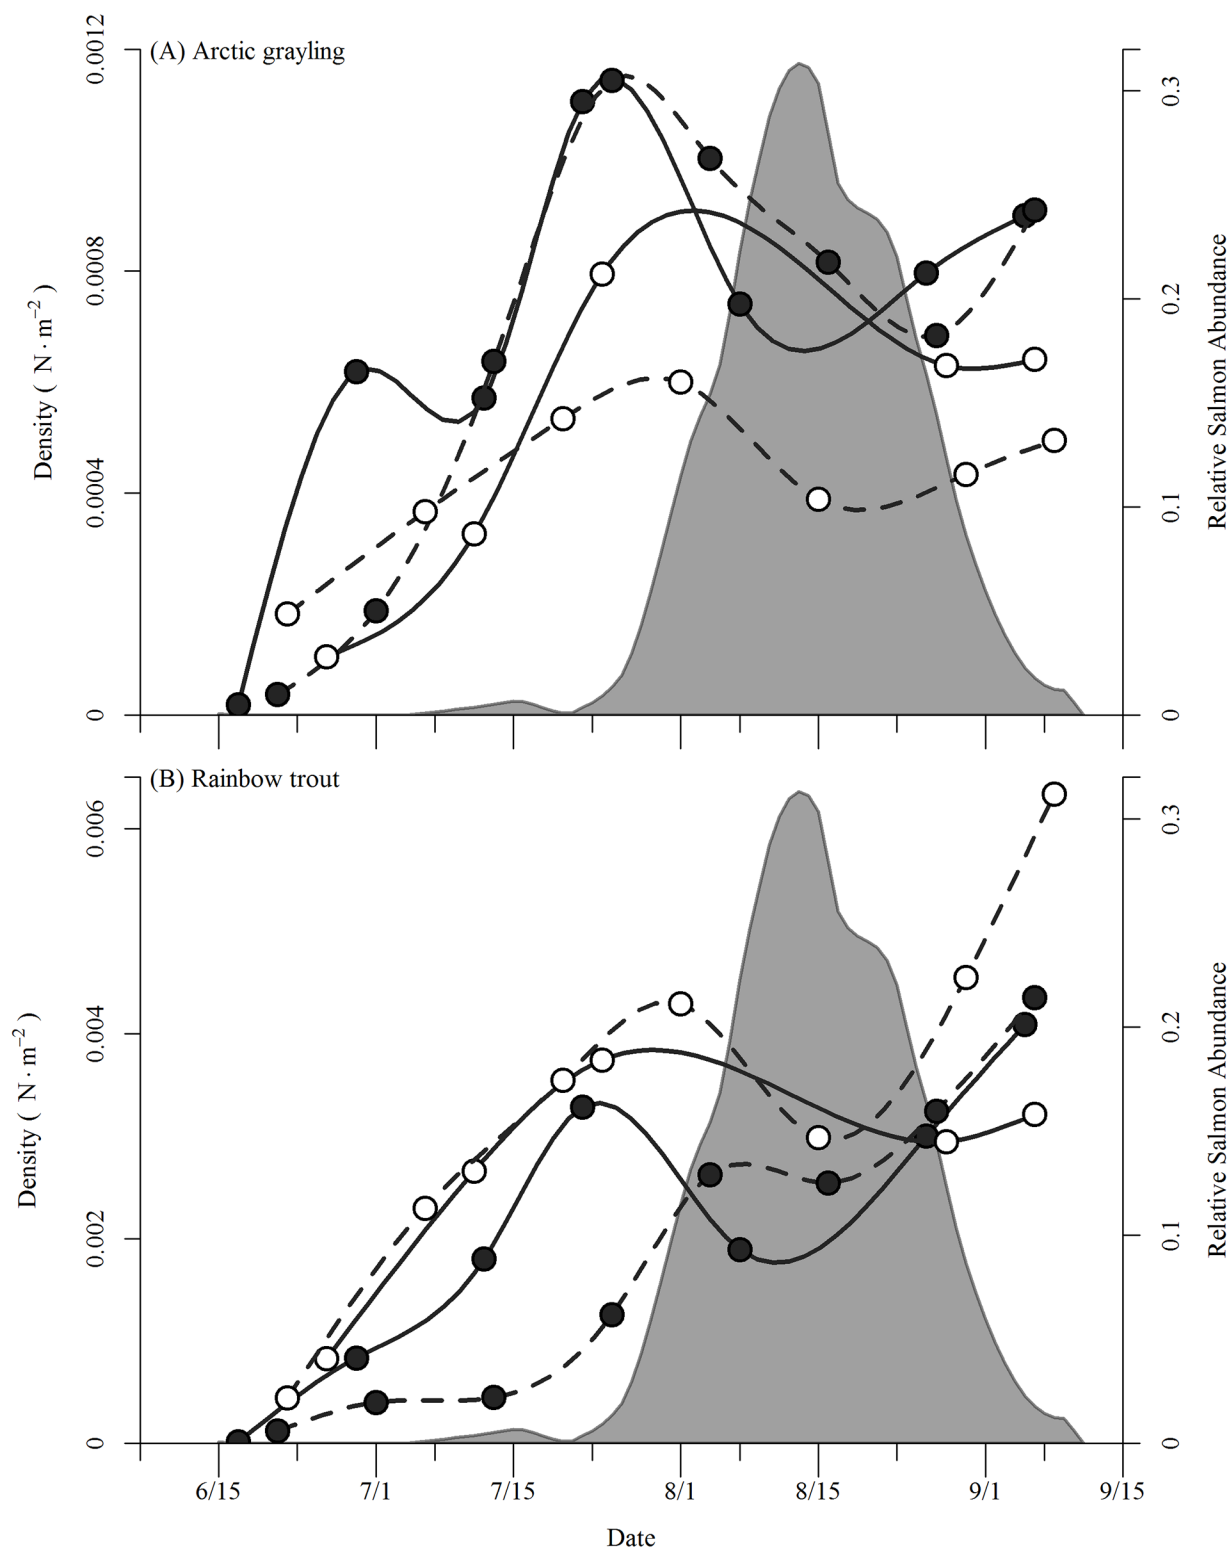 (A) Arctic grayling
0.0012
0.0008
0.0004
0
Density ( N · m⁻² )
0.3
0.2
0.1
0
Relative Salmon Abundance
(B) Rainbow trout
0.006
0.004
0.002
0
Density ( N · m⁻² )
0.3
0.2
0.1
0
Relative Salmon Abundance
6/15 7/1 7/15 8/1 8/15 9/1 9/15
Date